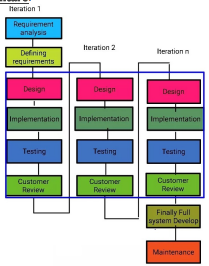 Iteration 1
Requirement
analysis
Defining
requirements
Iteration 2
Iteration n
Design
Design
Design
Implementation
Implementation
Implementation
Testing
Testing
Testing
Customer
Review
Customer
Review
Customer
Review
Finally Full
system Develop
Maintenance